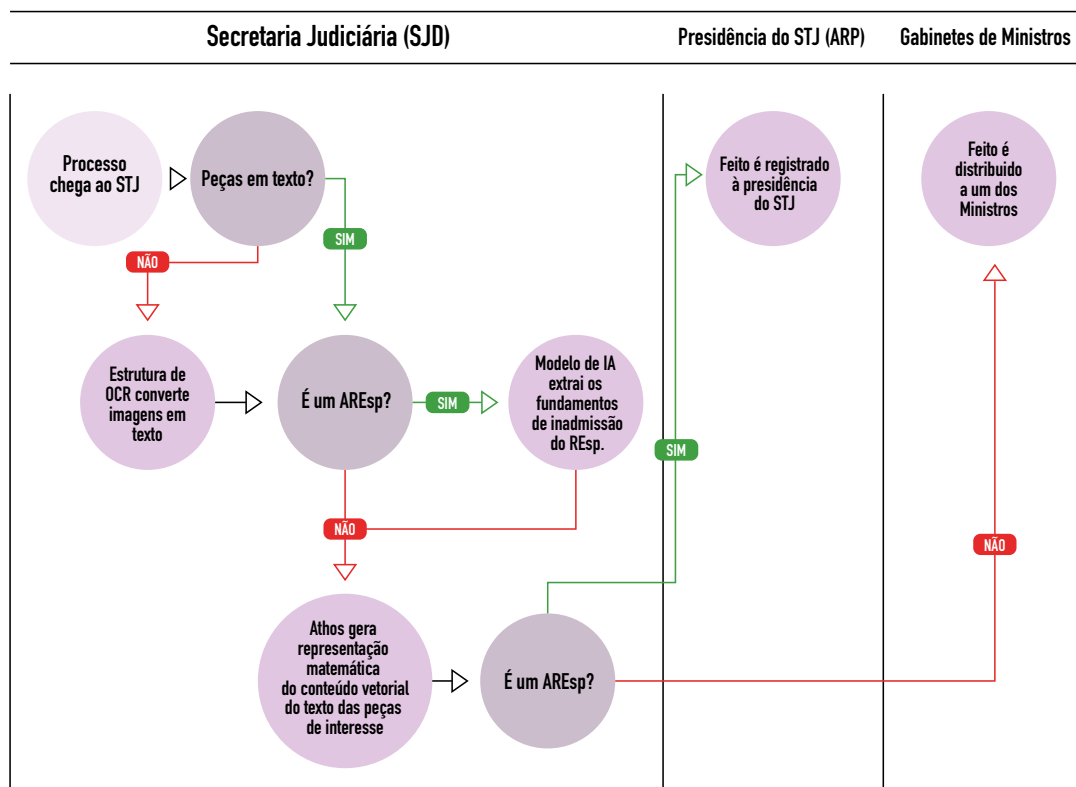 Secretaria Judiciária (SJD)
Presidência do STJ (ARP)
Gabinetes de Ministros
Processo
chega ao STJ
Peças em texto?
Feito é registrado
à presidência
do STJ
Feito é
distribuido
a um dos
Ministros
SIM
NÃO
Estrutura de
OCR converte
imagens em
texto
É um AREsp?
SIM
Modelo de IA
extrai os
fundamentos
de inadmissão
do REsp.
SIM
NÃO
NÃO
Athos gera
representação
matemática
do conteúdo vetorial
do texto das peças
de interesse
É um AREsp?